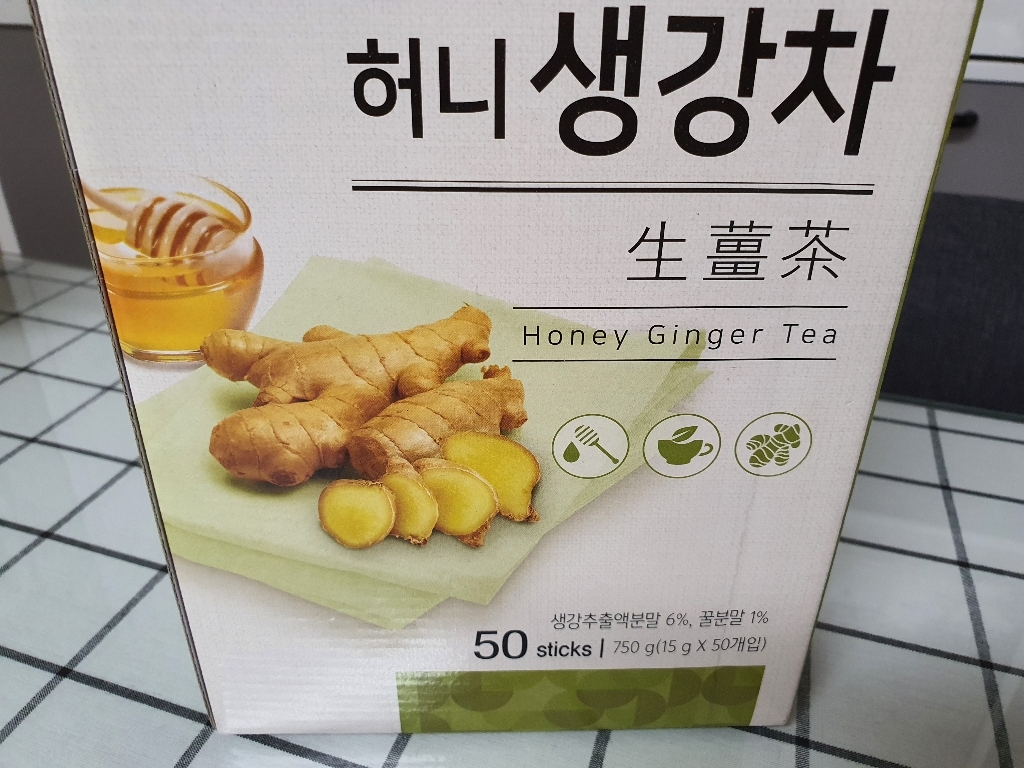 허니 생강차
生薑茶
Honey Ginger Tea
생강추출액분말 6%, 꿀분말 1%
50 sticks | 750 g(15 g X 50개입)